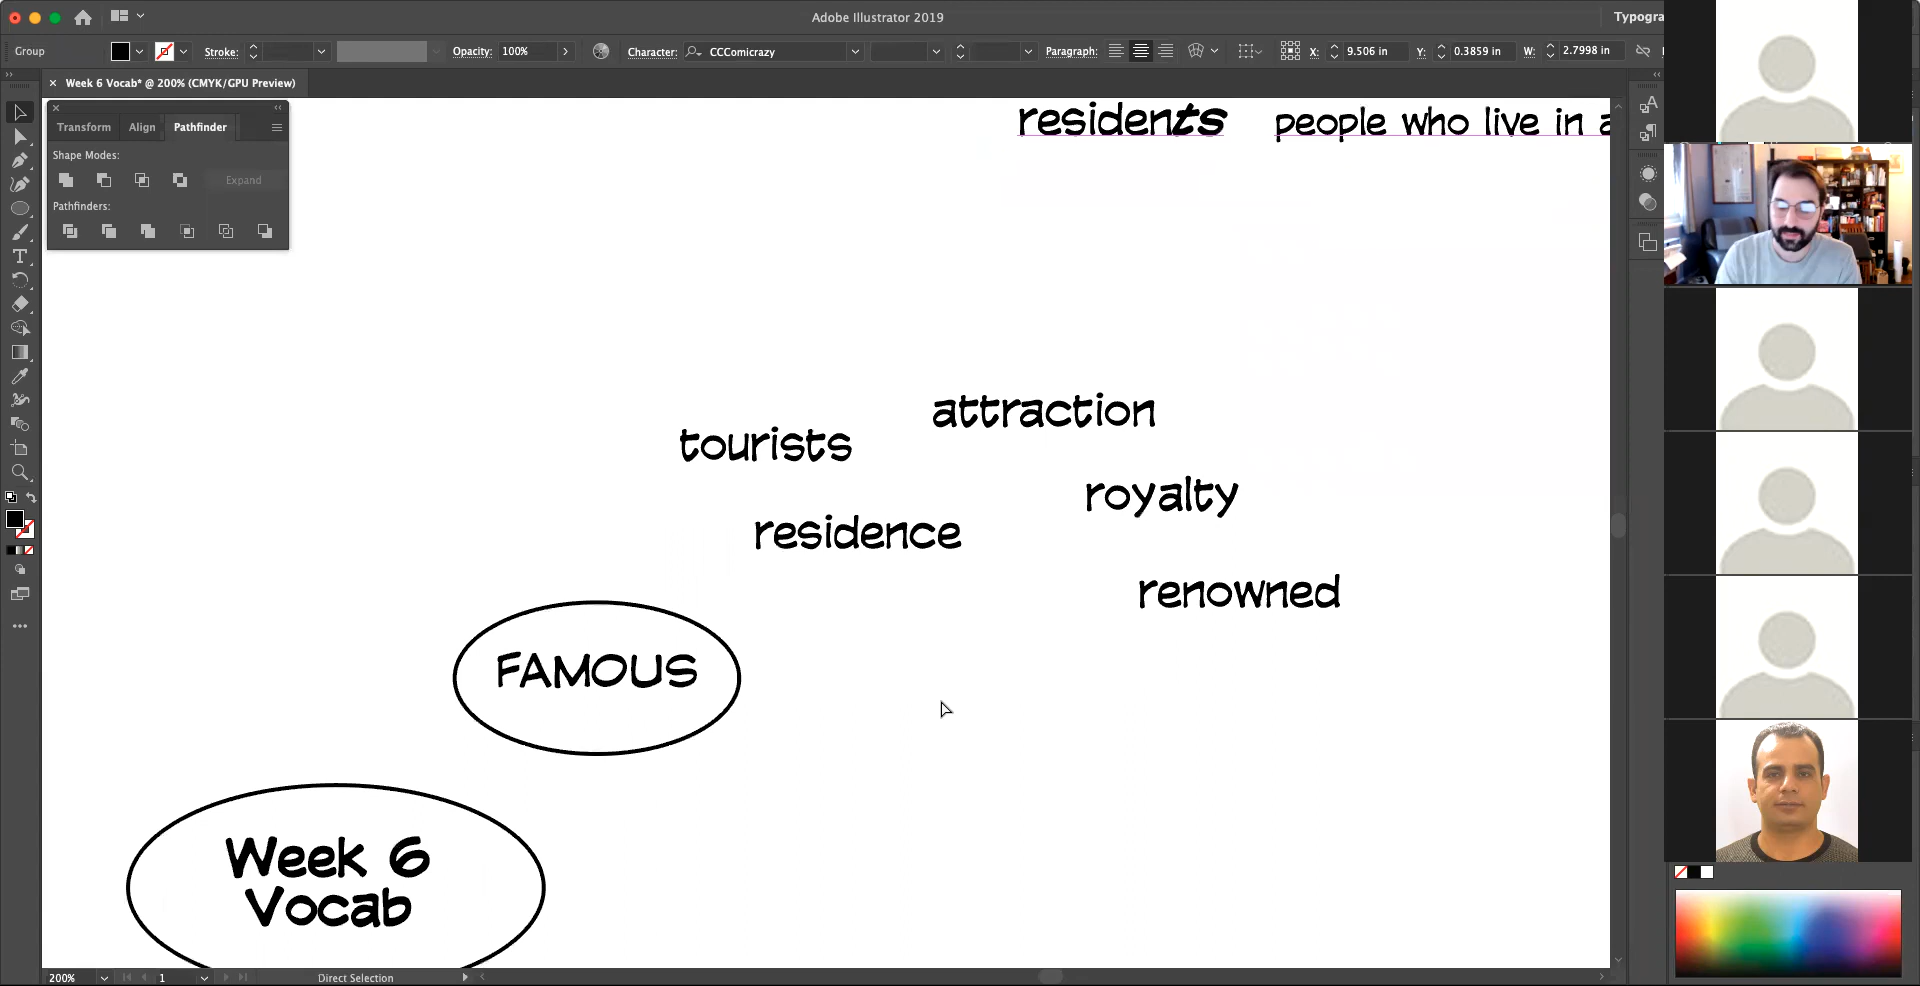 Adobe Illustrator 2019
Typogra
Group
Stroke:
Opacity: 100%
Character: CCComicrazy
Paragraph:
X: 9.506 in
Y: 0.3859 in
W: 2.7998 in
Week 6 Vocab* @ 200% (CMYK/GPU Preview)
Transform Align Pathfinder
Shape Modes:
Expand
Pathfinders:
residents people who live in a
attraction
tourists
royalty
residence
renowned
FAMOUS
Week 6
Vocab
200% 1 Direct Selection